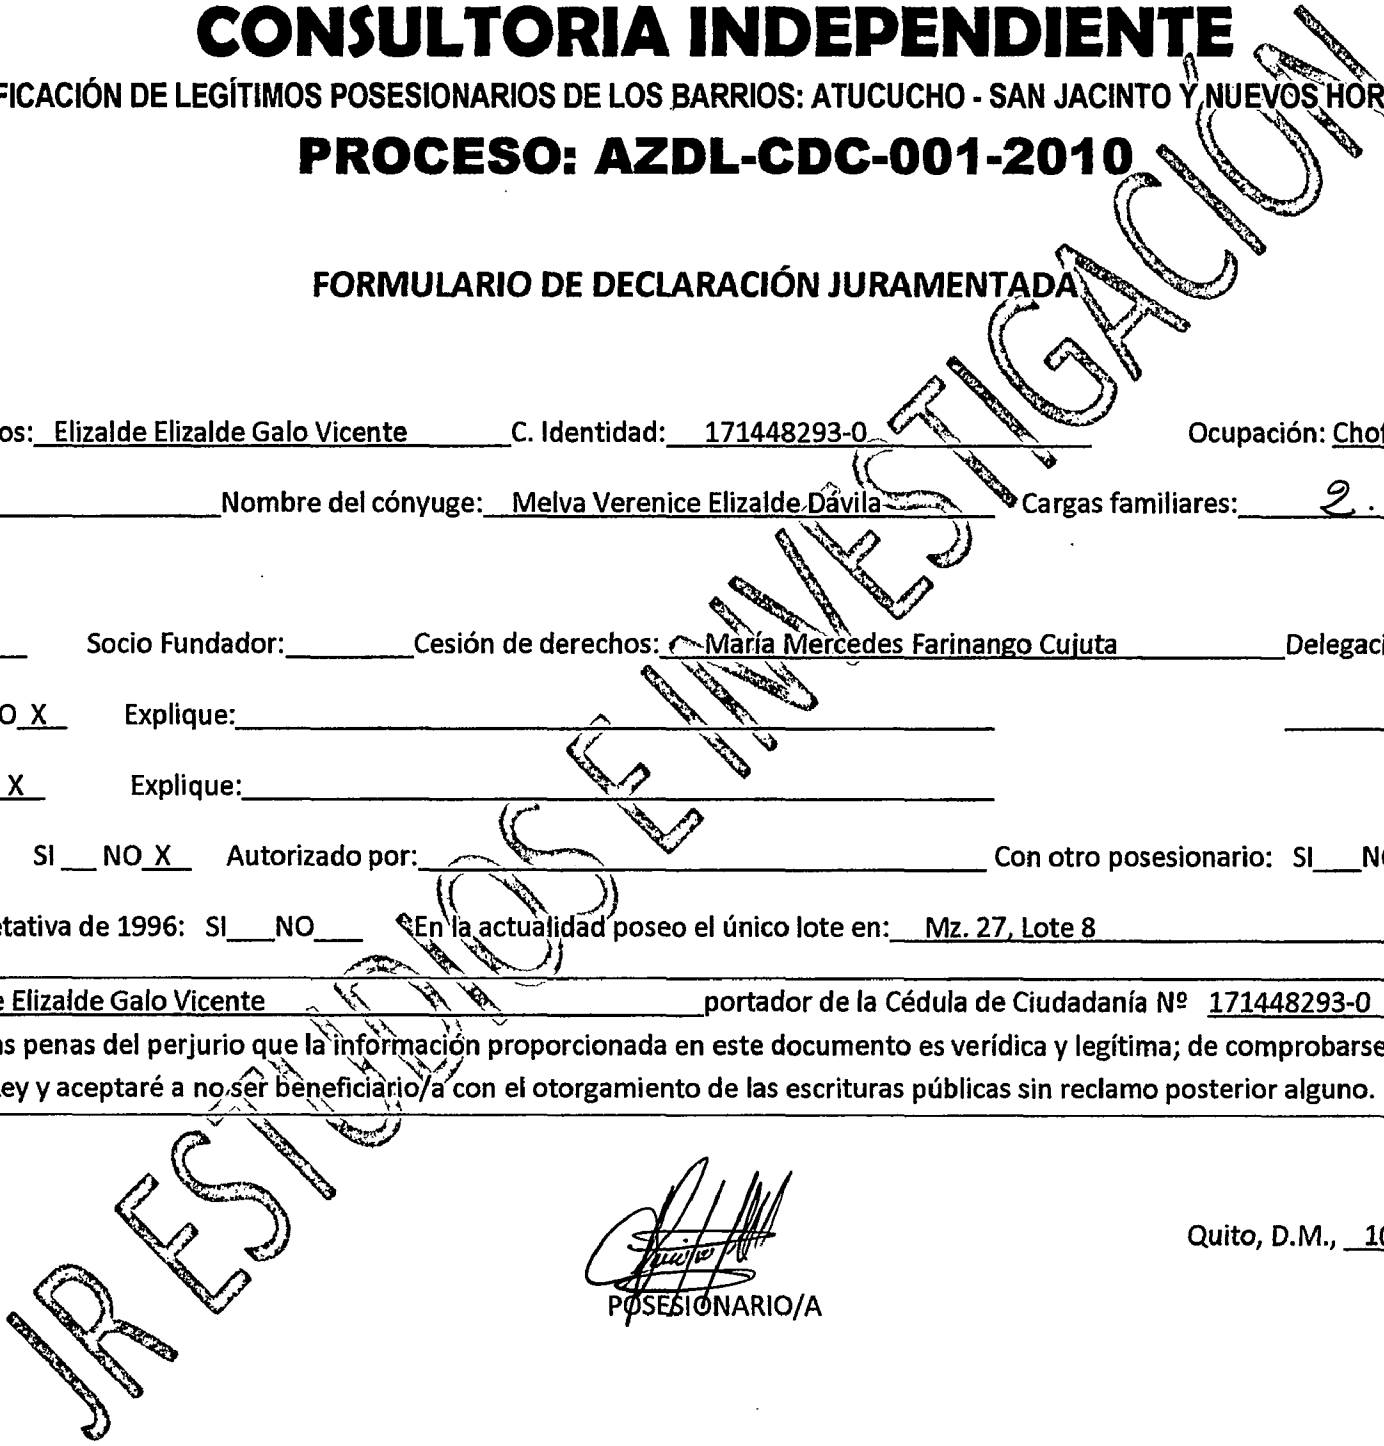 CONSULTORIA INDEPENDIENTE
FICACIÓN DE LEGÍTIMOS POSESIONARIOS DE LOS BARRIOS: ATUCUCHO - SAN JACINTO Y NUEVOS HOR
PROCESO: AZDL-CDC-001-2010
FORMULARIO DE DECLARACIÓN JURAMENTADA
os: Elizalde Elizalde Galo Vicente C. Identidad: 171448293-0 Ocupación: Chof
Nombre del cónyuge: Melva Verenice Elizalde Dávila Cargas familiares: 2.
Socio Fundador: Cesión de derechos: María Mercedes Farinango Cujuta Delegaci
O X Explique:
X Explique:
SI NO X Autorizado por: Con otro posesionario: SI NO
etativa de 1996: SI NO En la actualidad poseo el único lote en: Mz. 27, Lote 8
e Elizalde Galo Vicente portador de la Cédula de Ciudadanía Nº 171448293-0
as penas del perjurio que la información proporcionada en este documento es verídica y legítima; de comprobarse
Ley y aceptaré a no ser beneficiario/a con el otorgamiento de las escrituras públicas sin reclamo posterior alguno.
Quito, D.M., 10
POSESIONARIO/A
JR ESTUDIOS E INVESTIGACIÓN